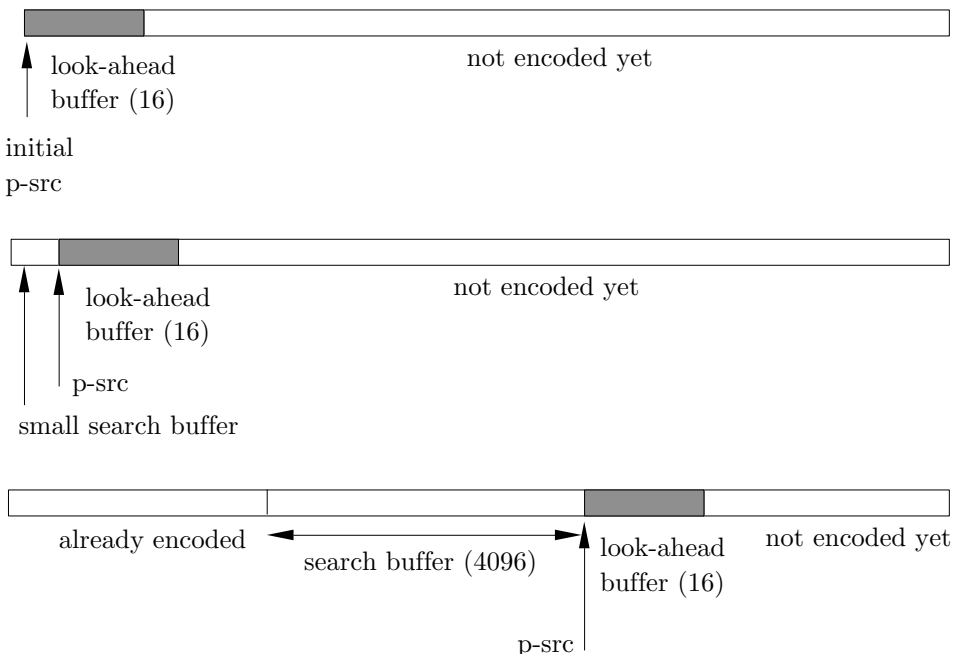 not encoded yet
look-ahead
buffer (16)
initial
p-src
not encoded yet
look-ahead
buffer (16)
p-src
small search buffer
already encoded
search buffer (4096)
look-ahead
buffer (16)
not encoded yet
p-src